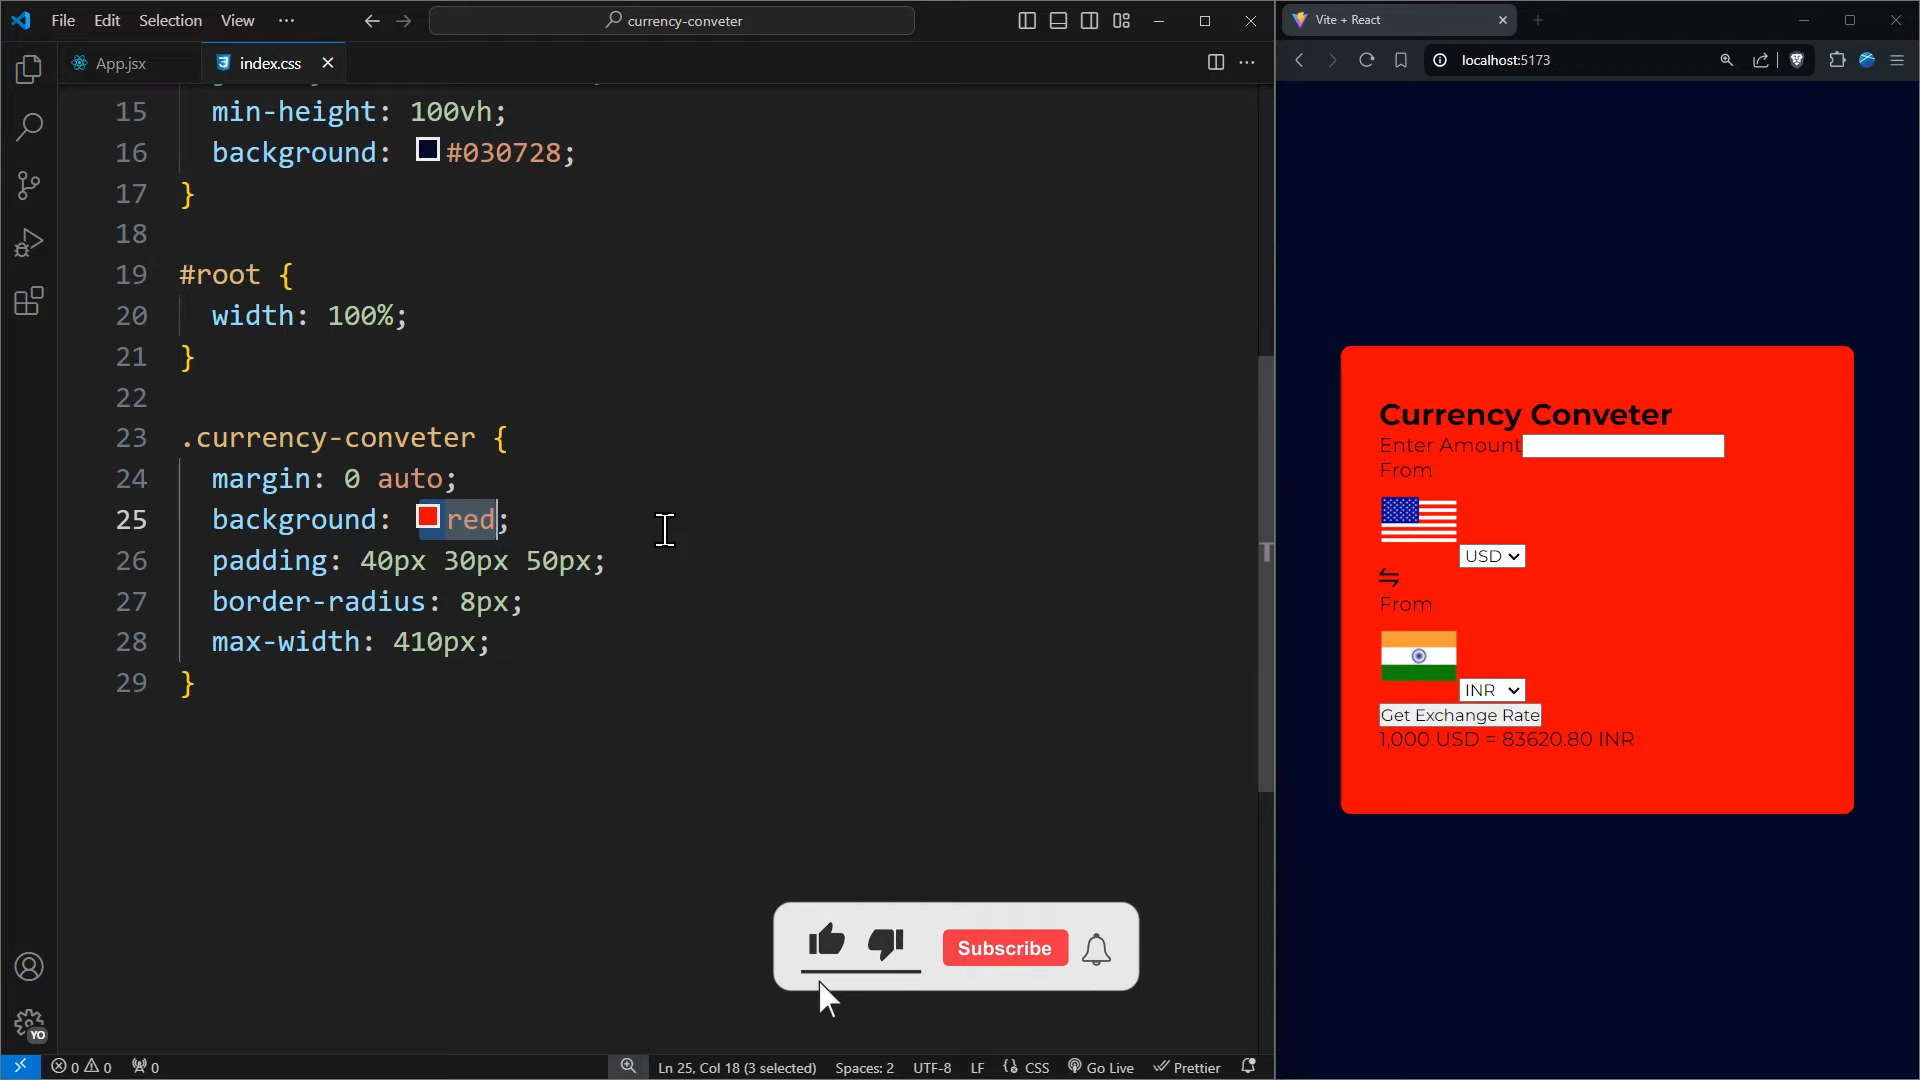 File Edit Selection View ··· currency-conveter
App.jsx index.css
15 min-height: 100vh;
16 background: #030728;
17 }
18
19 #root {
20 width: 100%;
21 }
22
23 .currency-conveter {
24 margin: 0 auto;
25 background: red;
26 padding: 40px 30px 50px;
27 border-radius: 8px;
28 max-width: 410px;
29 }
Subscribe
YO
0 0 0 Ln 25, Col 18 (3 selected) Spaces: 2 UTF-8 LF CSS Go Live Prettier
Vite + React
localhost:5173
Currency Conveter
Enter Amount
From
USD
From
INR
Get Exchange Rate
1,000 USD = 83620.80 INR